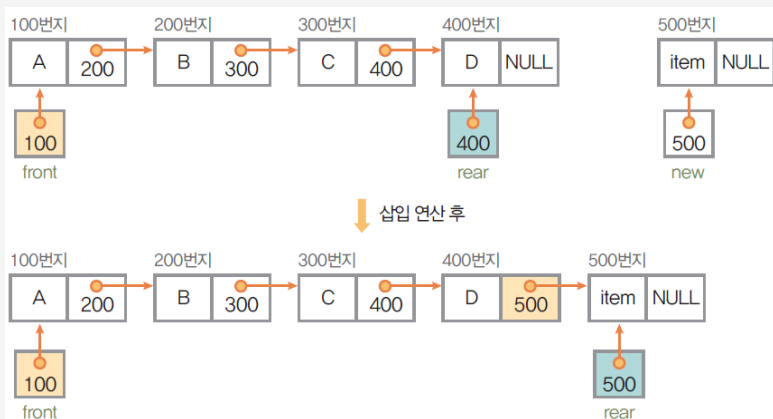 100번지 200번지 300번지 400번지 500번지
A 200 B 300 C 400 D NULL item NULL
100 400 500
front rear new
삽입 연산 후
100번지 200번지 300번지 400번지 500번지
A 200 B 300 C 400 D 500 item NULL
100 500
front rear